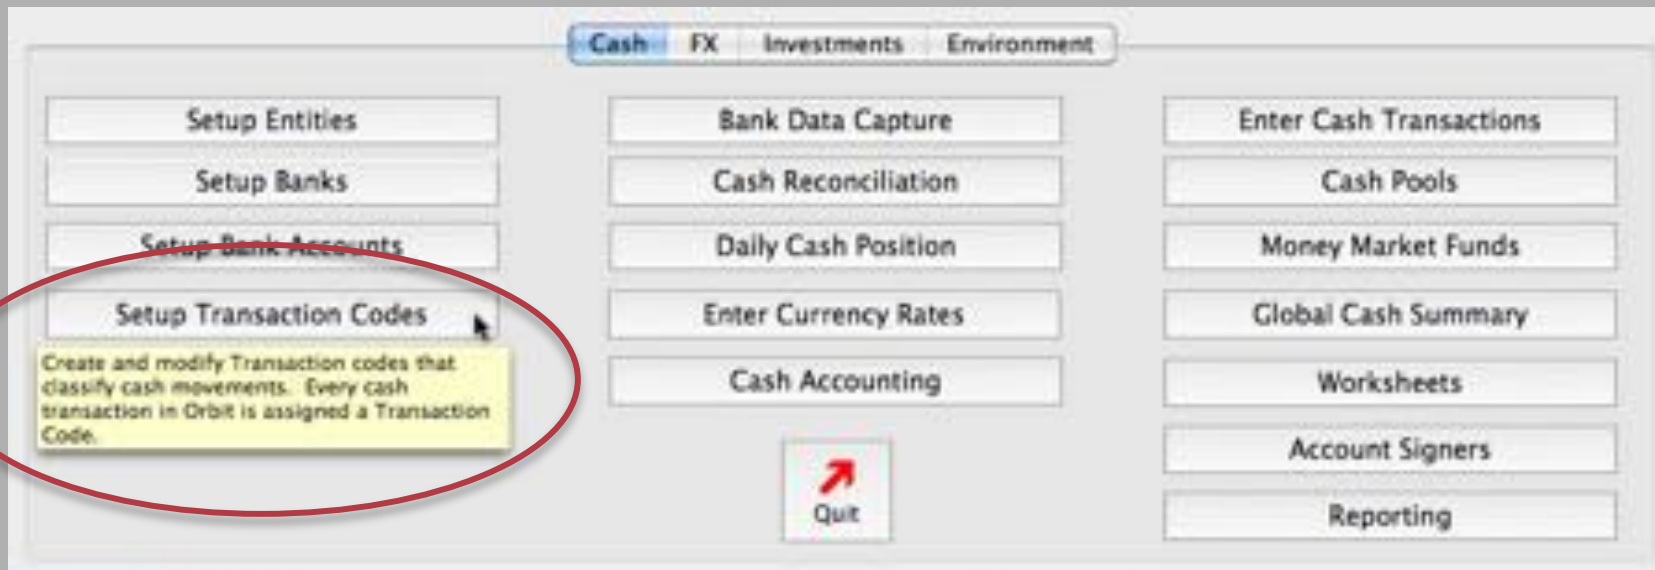 Cash FX Investments Environment
Setup Entities
Setup Banks
Setup Bank Accounts
Setup Transaction Codes
Create and modify Transaction codes that
classify cash movements. Every cash
transaction in Orbit is assigned a Transaction
Code.
Bank Data Capture
Cash Reconciliation
Daily Cash Position
Enter Currency Rates
Cash Accounting
Quit
Enter Cash Transactions
Cash Pools
Money Market Funds
Global Cash Summary
Worksheets
Account Signers
Reporting